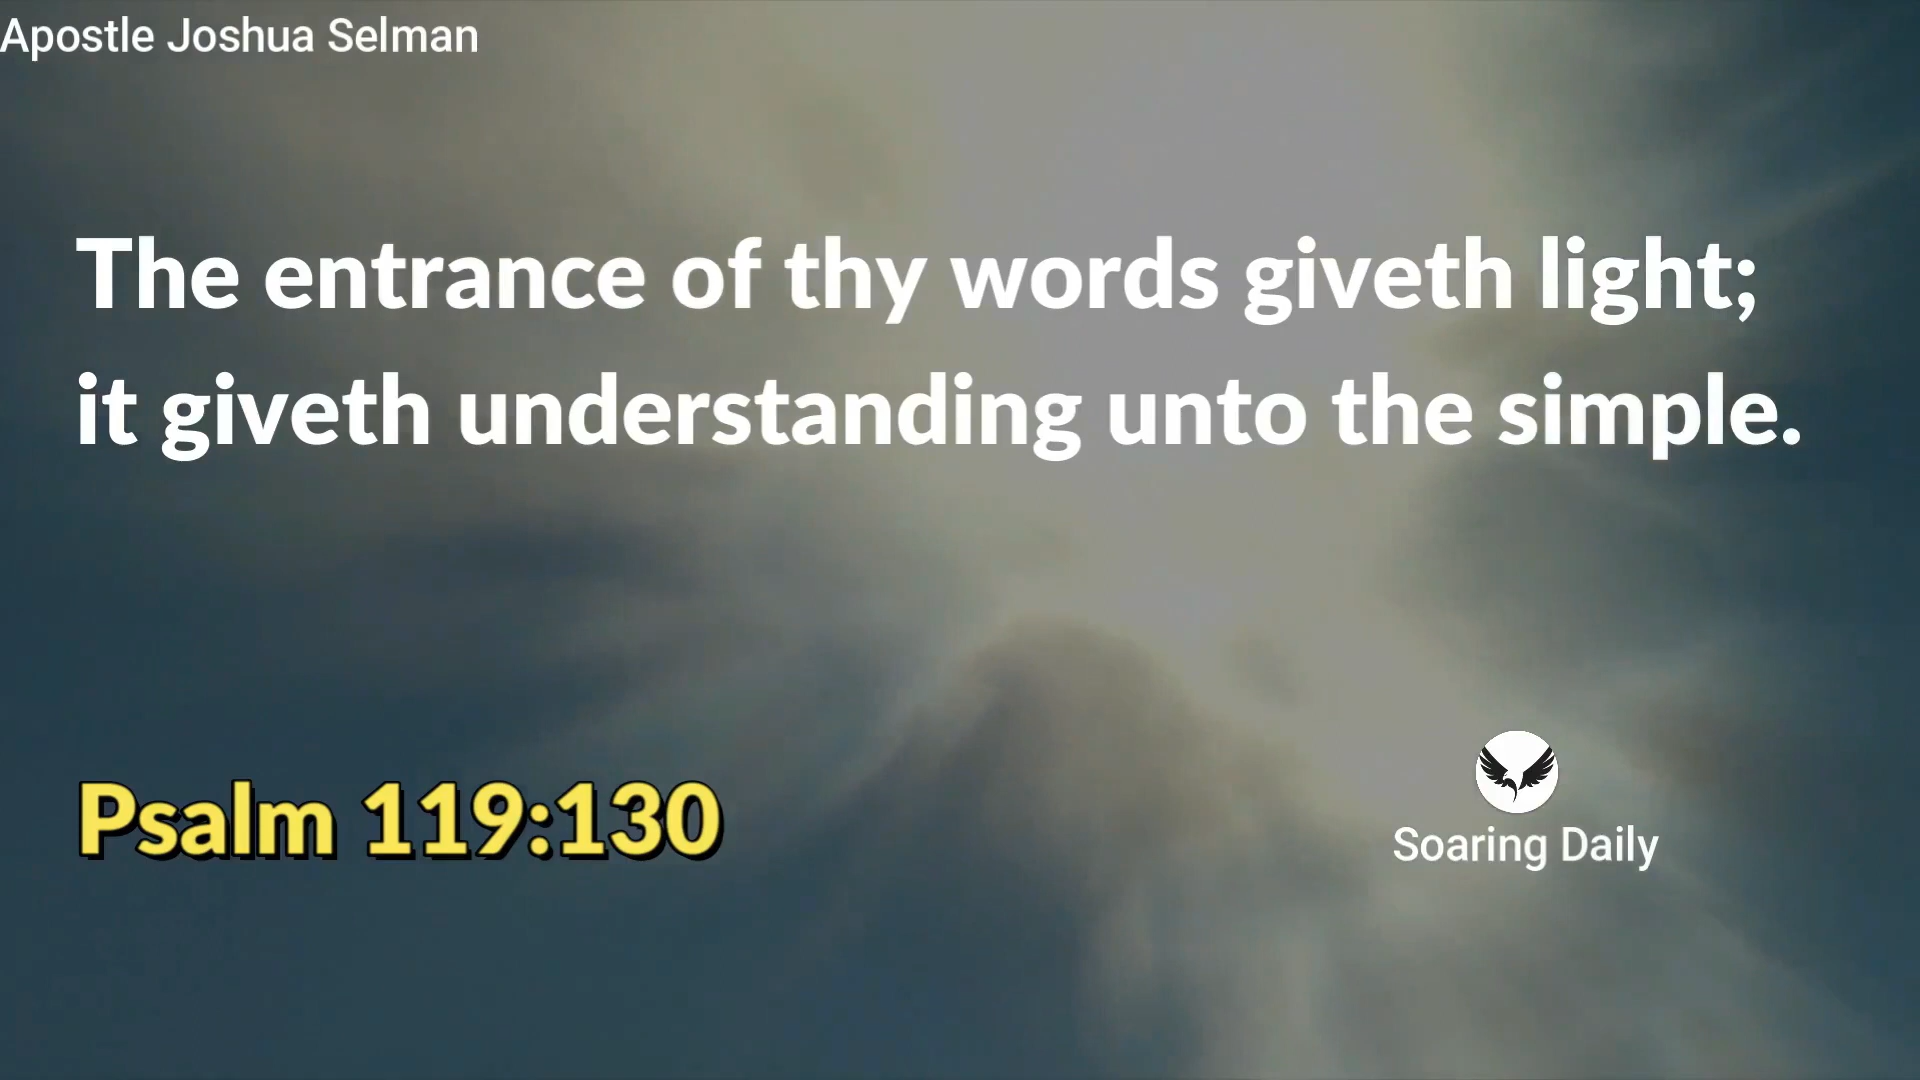 Apostle Joshua Selman
The entrance of thy words giveth light;
it giveth understanding unto the simple.
Psalm 119:130
Soaring Daily